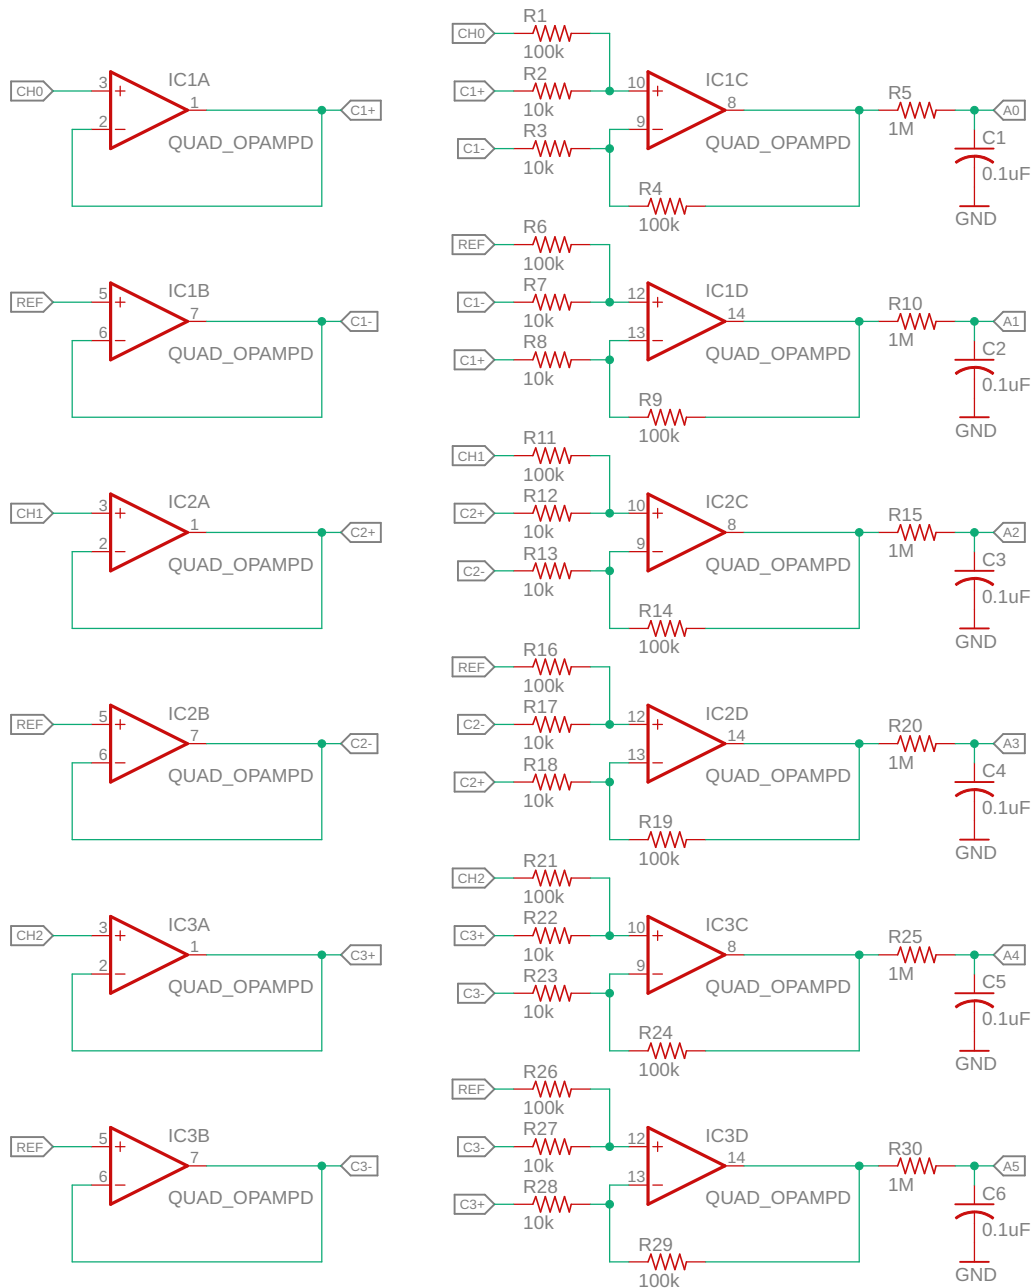 CH0
3
2
1
IC1A
QUAD_OPAMPD
C1+
CH0
R1
100k
C1+
R2
10k
C1-
R3
10k
10
9
8
IC1C
QUAD_OPAMPD
R4
100k
R5
1M
A0
C1
0.1uF
GND
REF
5
6
7
IC1B
QUAD_OPAMPD
C1-
REF
R6
100k
C1-
R7
10k
C1+
R8
10k
12
13
14
IC1D
QUAD_OPAMPD
R9
100k
R10
1M
A1
C2
0.1uF
GND
CH1
3
2
1
IC2A
QUAD_OPAMPD
C2+
CH1
R11
100k
C2+
R12
10k
C2-
R13
10k
10
9
8
IC2C
QUAD_OPAMPD
R14
100k
R15
1M
A2
C3
0.1uF
GND
REF
5
6
7
IC2B
QUAD_OPAMPD
C2-
REF
R16
100k
C2-
R17
10k
C2+
R18
10k
12
13
14
IC2D
QUAD_OPAMPD
R19
100k
R20
1M
A3
C4
0.1uF
GND
CH2
3
2
1
IC3A
QUAD_OPAMPD
C3+
CH2
R21
100k
C3+
R22
10k
C3-
R23
10k
10
9
8
IC3C
QUAD_OPAMPD
R24
100k
R25
1M
A4
C5
0.1uF
GND
REF
5
6
7
IC3B
QUAD_OPAMPD
C3-
REF
R26
100k
C3-
R27
10k
C3+
R28
10k
12
13
14
IC3D
QUAD_OPAMPD
R29
100k
R30
1M
A5
C6
0.1uF
GND